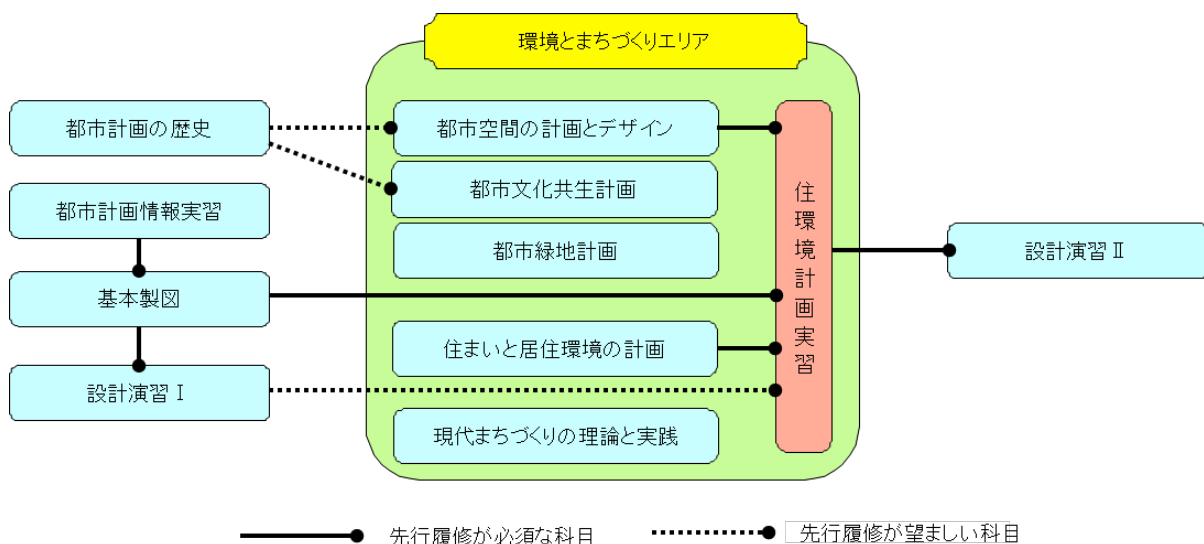 環境とまちづくりエリア
都市計画の歴史
都市空間の計画とデザイン
都市文化共生計画
都市計画情報実習
都市緑地計画
住環境計画実習
設計演習Ⅱ
基本製図
住まいと居住環境の計画
設計演習Ⅰ
現代まちづくりの理論と実践
先行履修が必須な科目
先行履修が望ましい科目